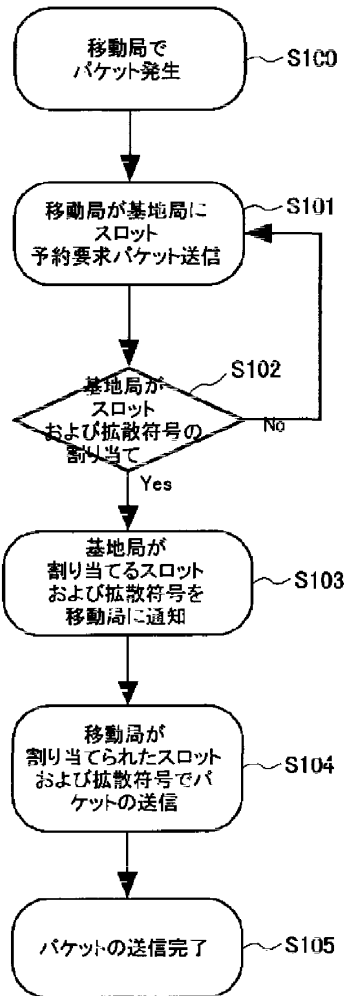 移動局で
パケット発生
S100
移動局が基地局に
スロット
予約要求パケット送信
S101
基地局が
スロット
および拡散符号の
割り当て
S102
No
Yes
基地局が
割り当てるスロット
および拡散符号を
移動局に通知
S103
移動局が
割り当てられたスロット
および拡散符号でパ
ケットの送信
S104
パケットの送信完了
S105